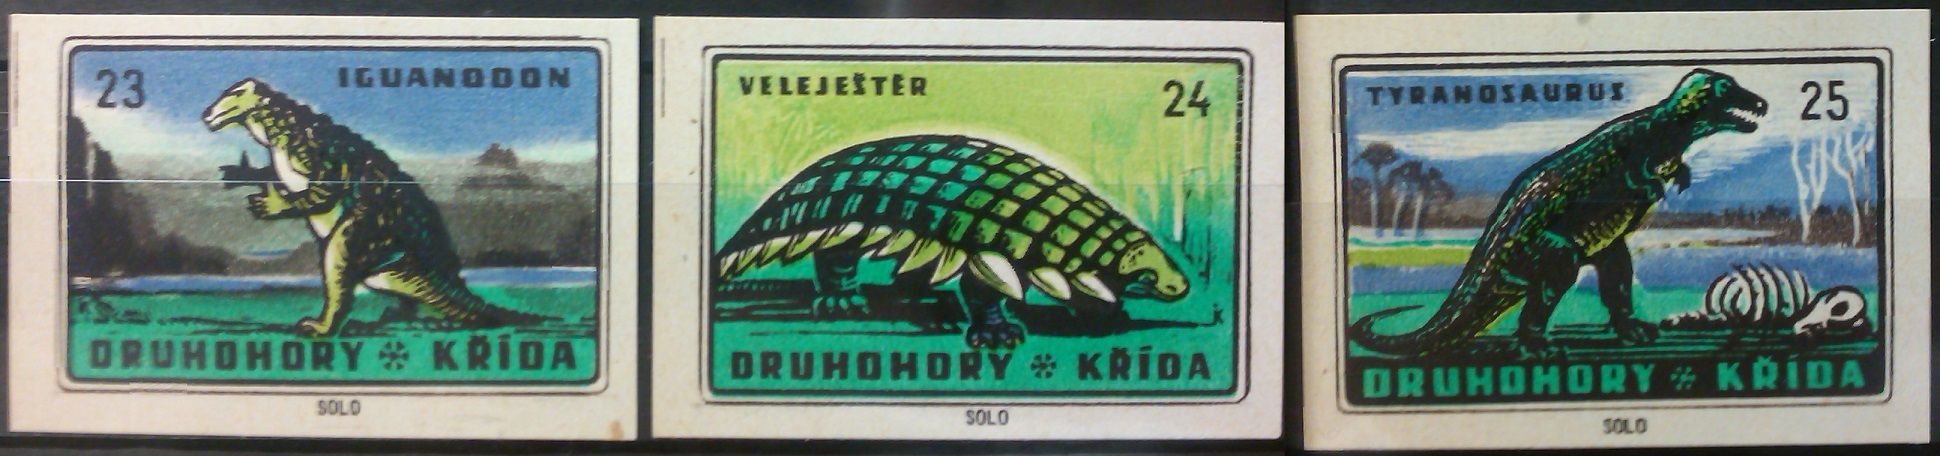 23
IGUANODON
DRUHOHORY * KŘÍDA
SOLO
VELEJEŠTĚR
24
DRUHOHORY * KŘÍDA
SOLO
TYRANOSAURUS
25
DRUHOHORY * KŘÍDA
SOLO